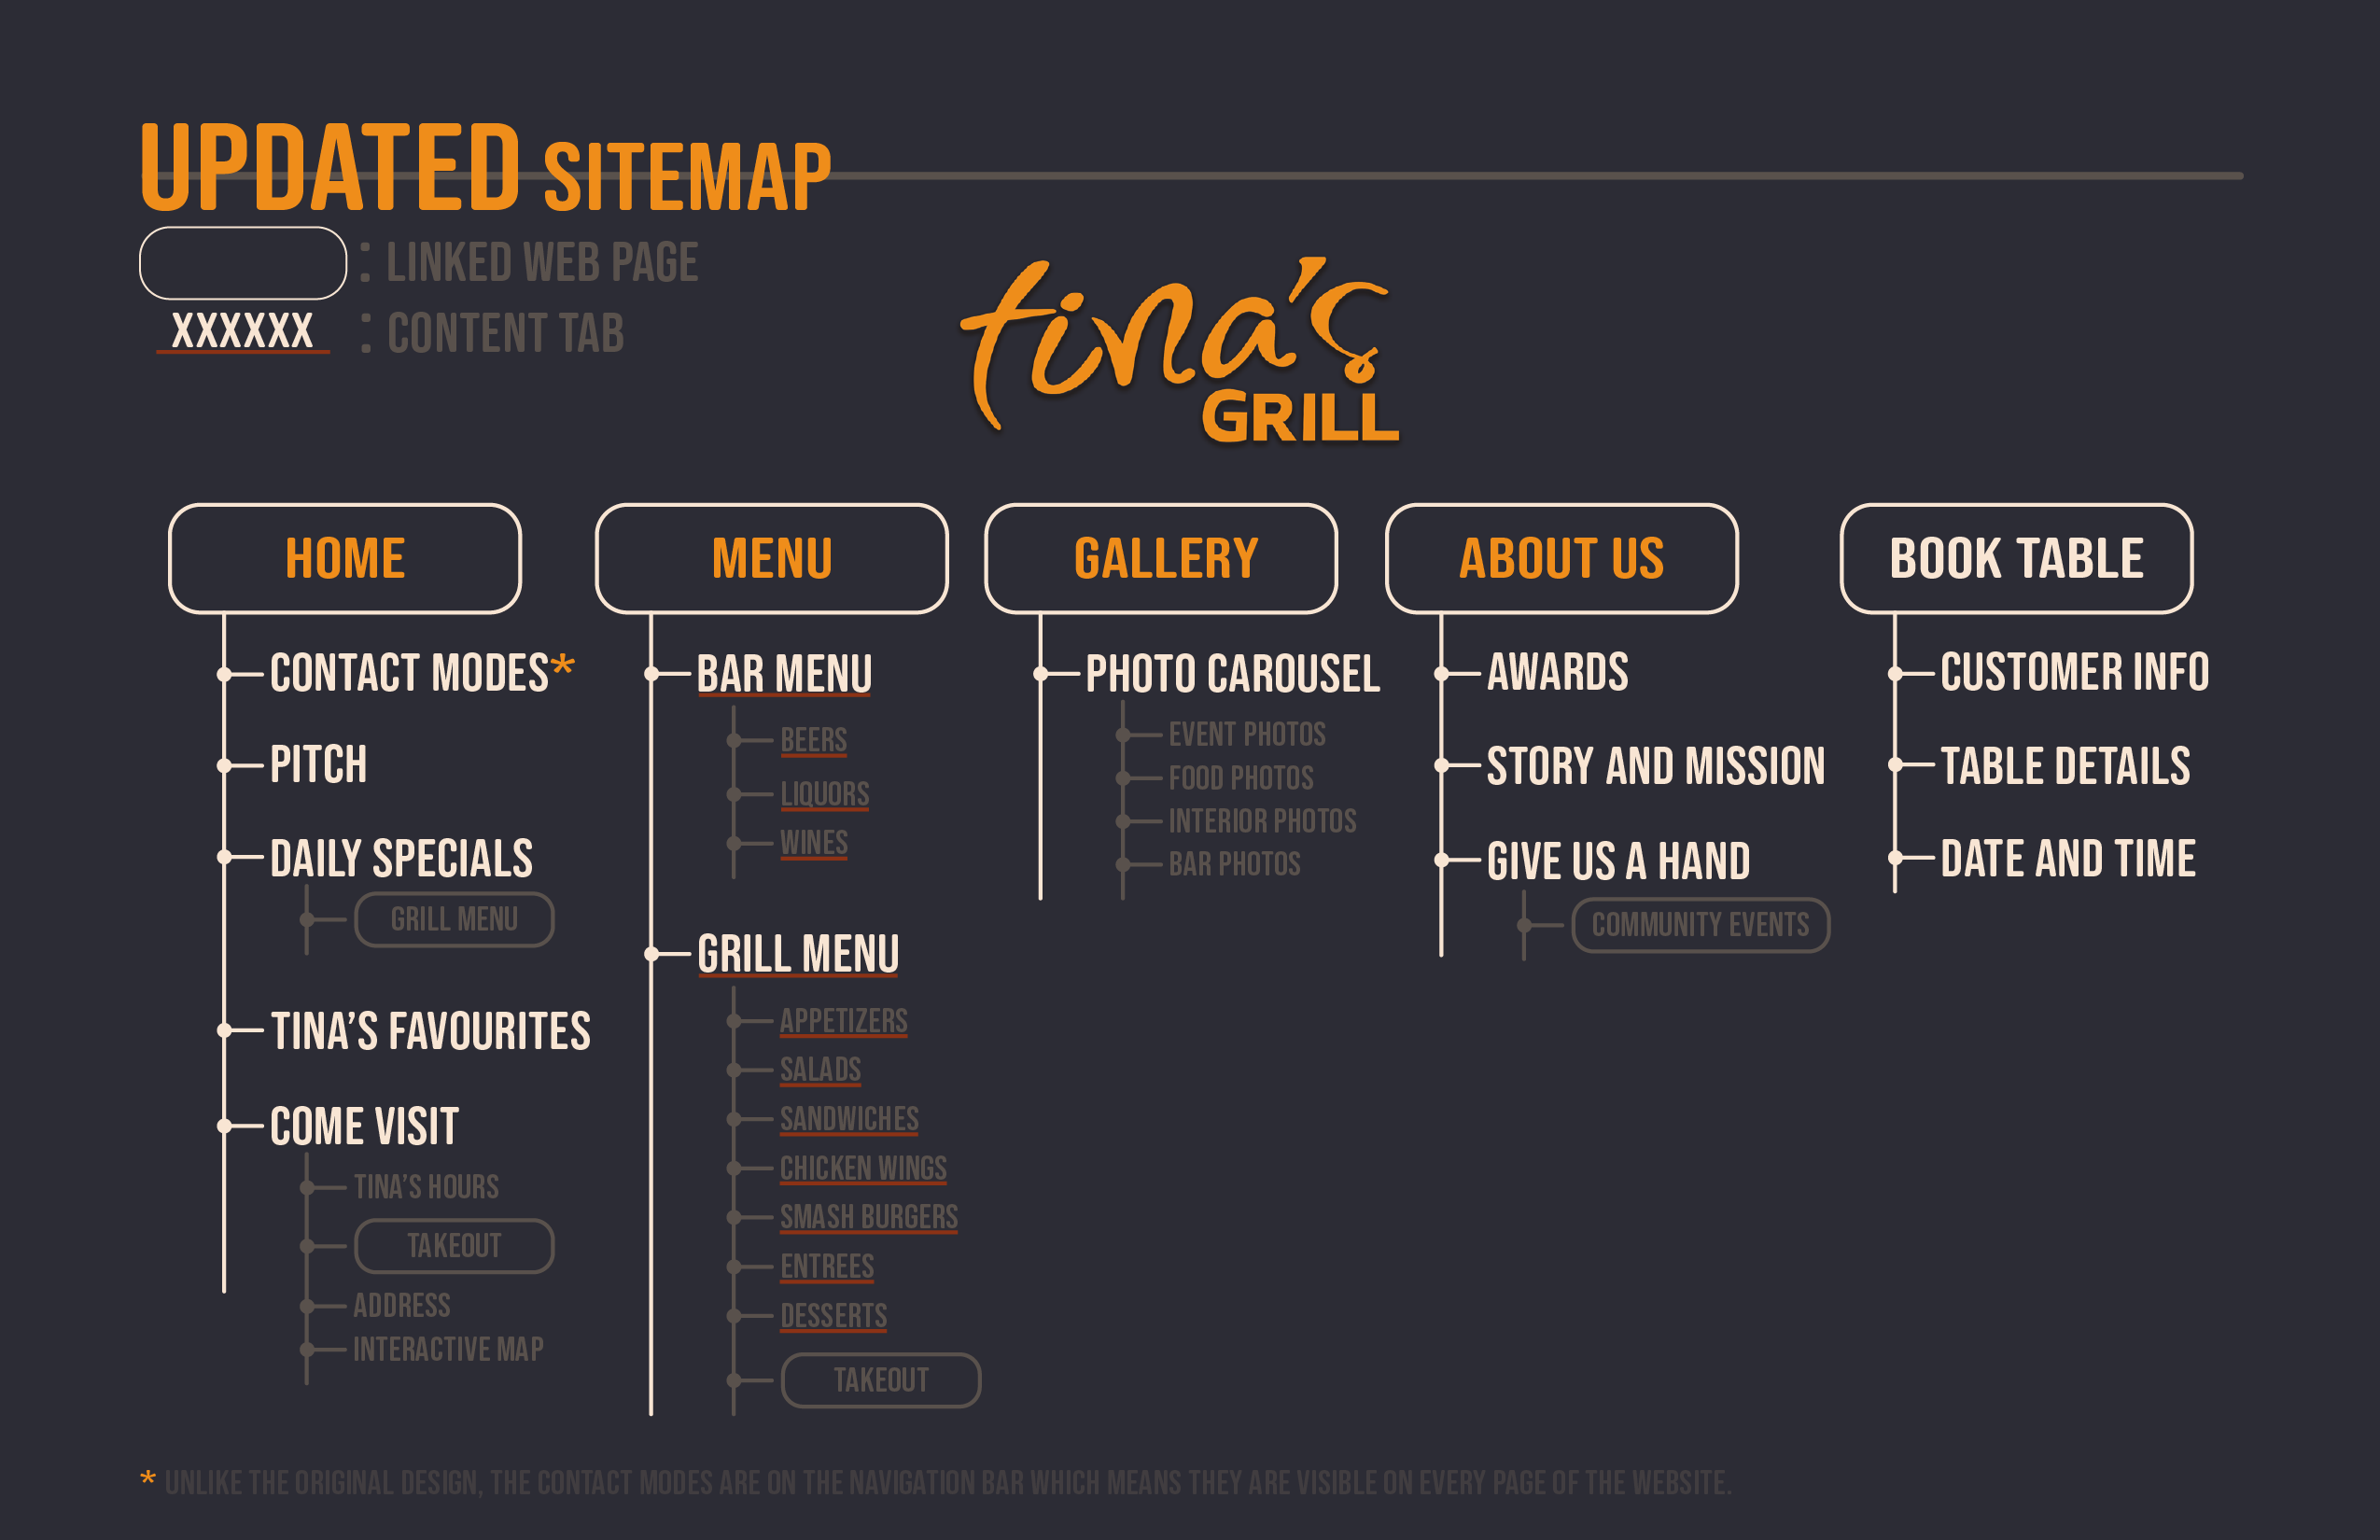 UPDATED SITEMAP
: LINKED WEB PAGE
XXXXXX : CONTENT TAB
tina's
GRILL
HOME
CONTACT MODES*
PITCH
DAILY SPECIALS
GRILL MENU
TINA'S FAVOURITES
COME VISIT
TINA'S HOURS
TAKEOUT
ADDRESS
INTERACTIVE MAP
MENU
BAR MENU
BEERS
LIQUORS
WINES
GRILL MENU
APPETIZERS
SALADS
SANDWICHES
CHICKEN WINGS
SMASH BURGERS
ENTREES
DESSERTS
TAKEOUT
GALLERY
PHOTO CAROUSEL
EVENT PHOTOS
FOOD PHOTOS
INTERIOR PHOTOS
BAR PHOTOS
ABOUT US
AWARDS
STORY AND MISSION
GIVE US A HAND
COMMUNITY EVENTS
BOOK TABLE
CUSTOMER INFO
TABLE DETAILS
DATE AND TIME
* UNLIKE THE ORIGINAL DESIGN, THE CONTACT MODES ARE ON THE NAVIGATION BAR WHICH MEANS THEY ARE VISIBLE ON EVERY PAGE OF THE WEBSITE.